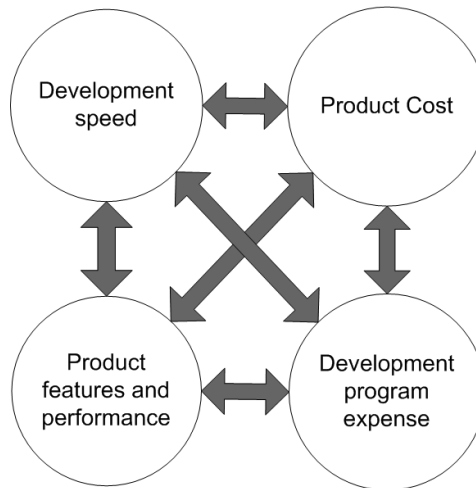 Development
speed
Product Cost
Product
features and
performance
Development
program
expense